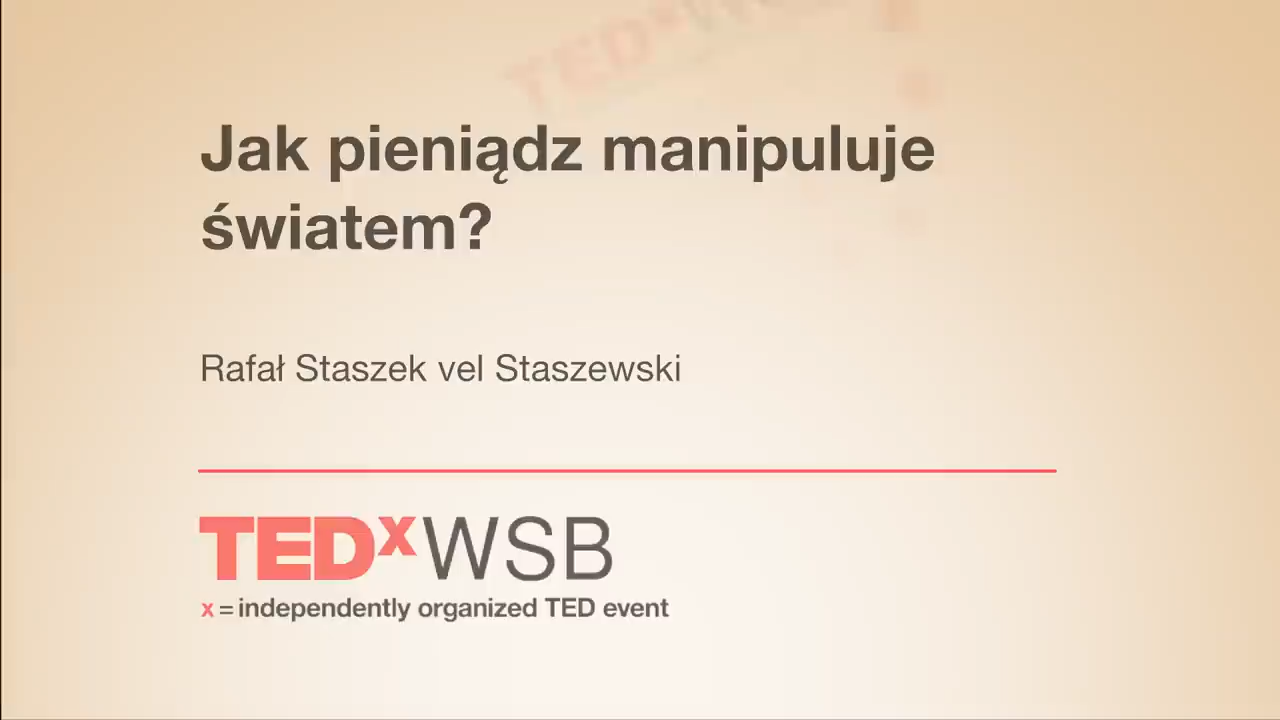 Jak pieniądz manipuluje
światem?
Rafał Staszek vel Staszewski
TEDxWSB
x = independently organized TED event